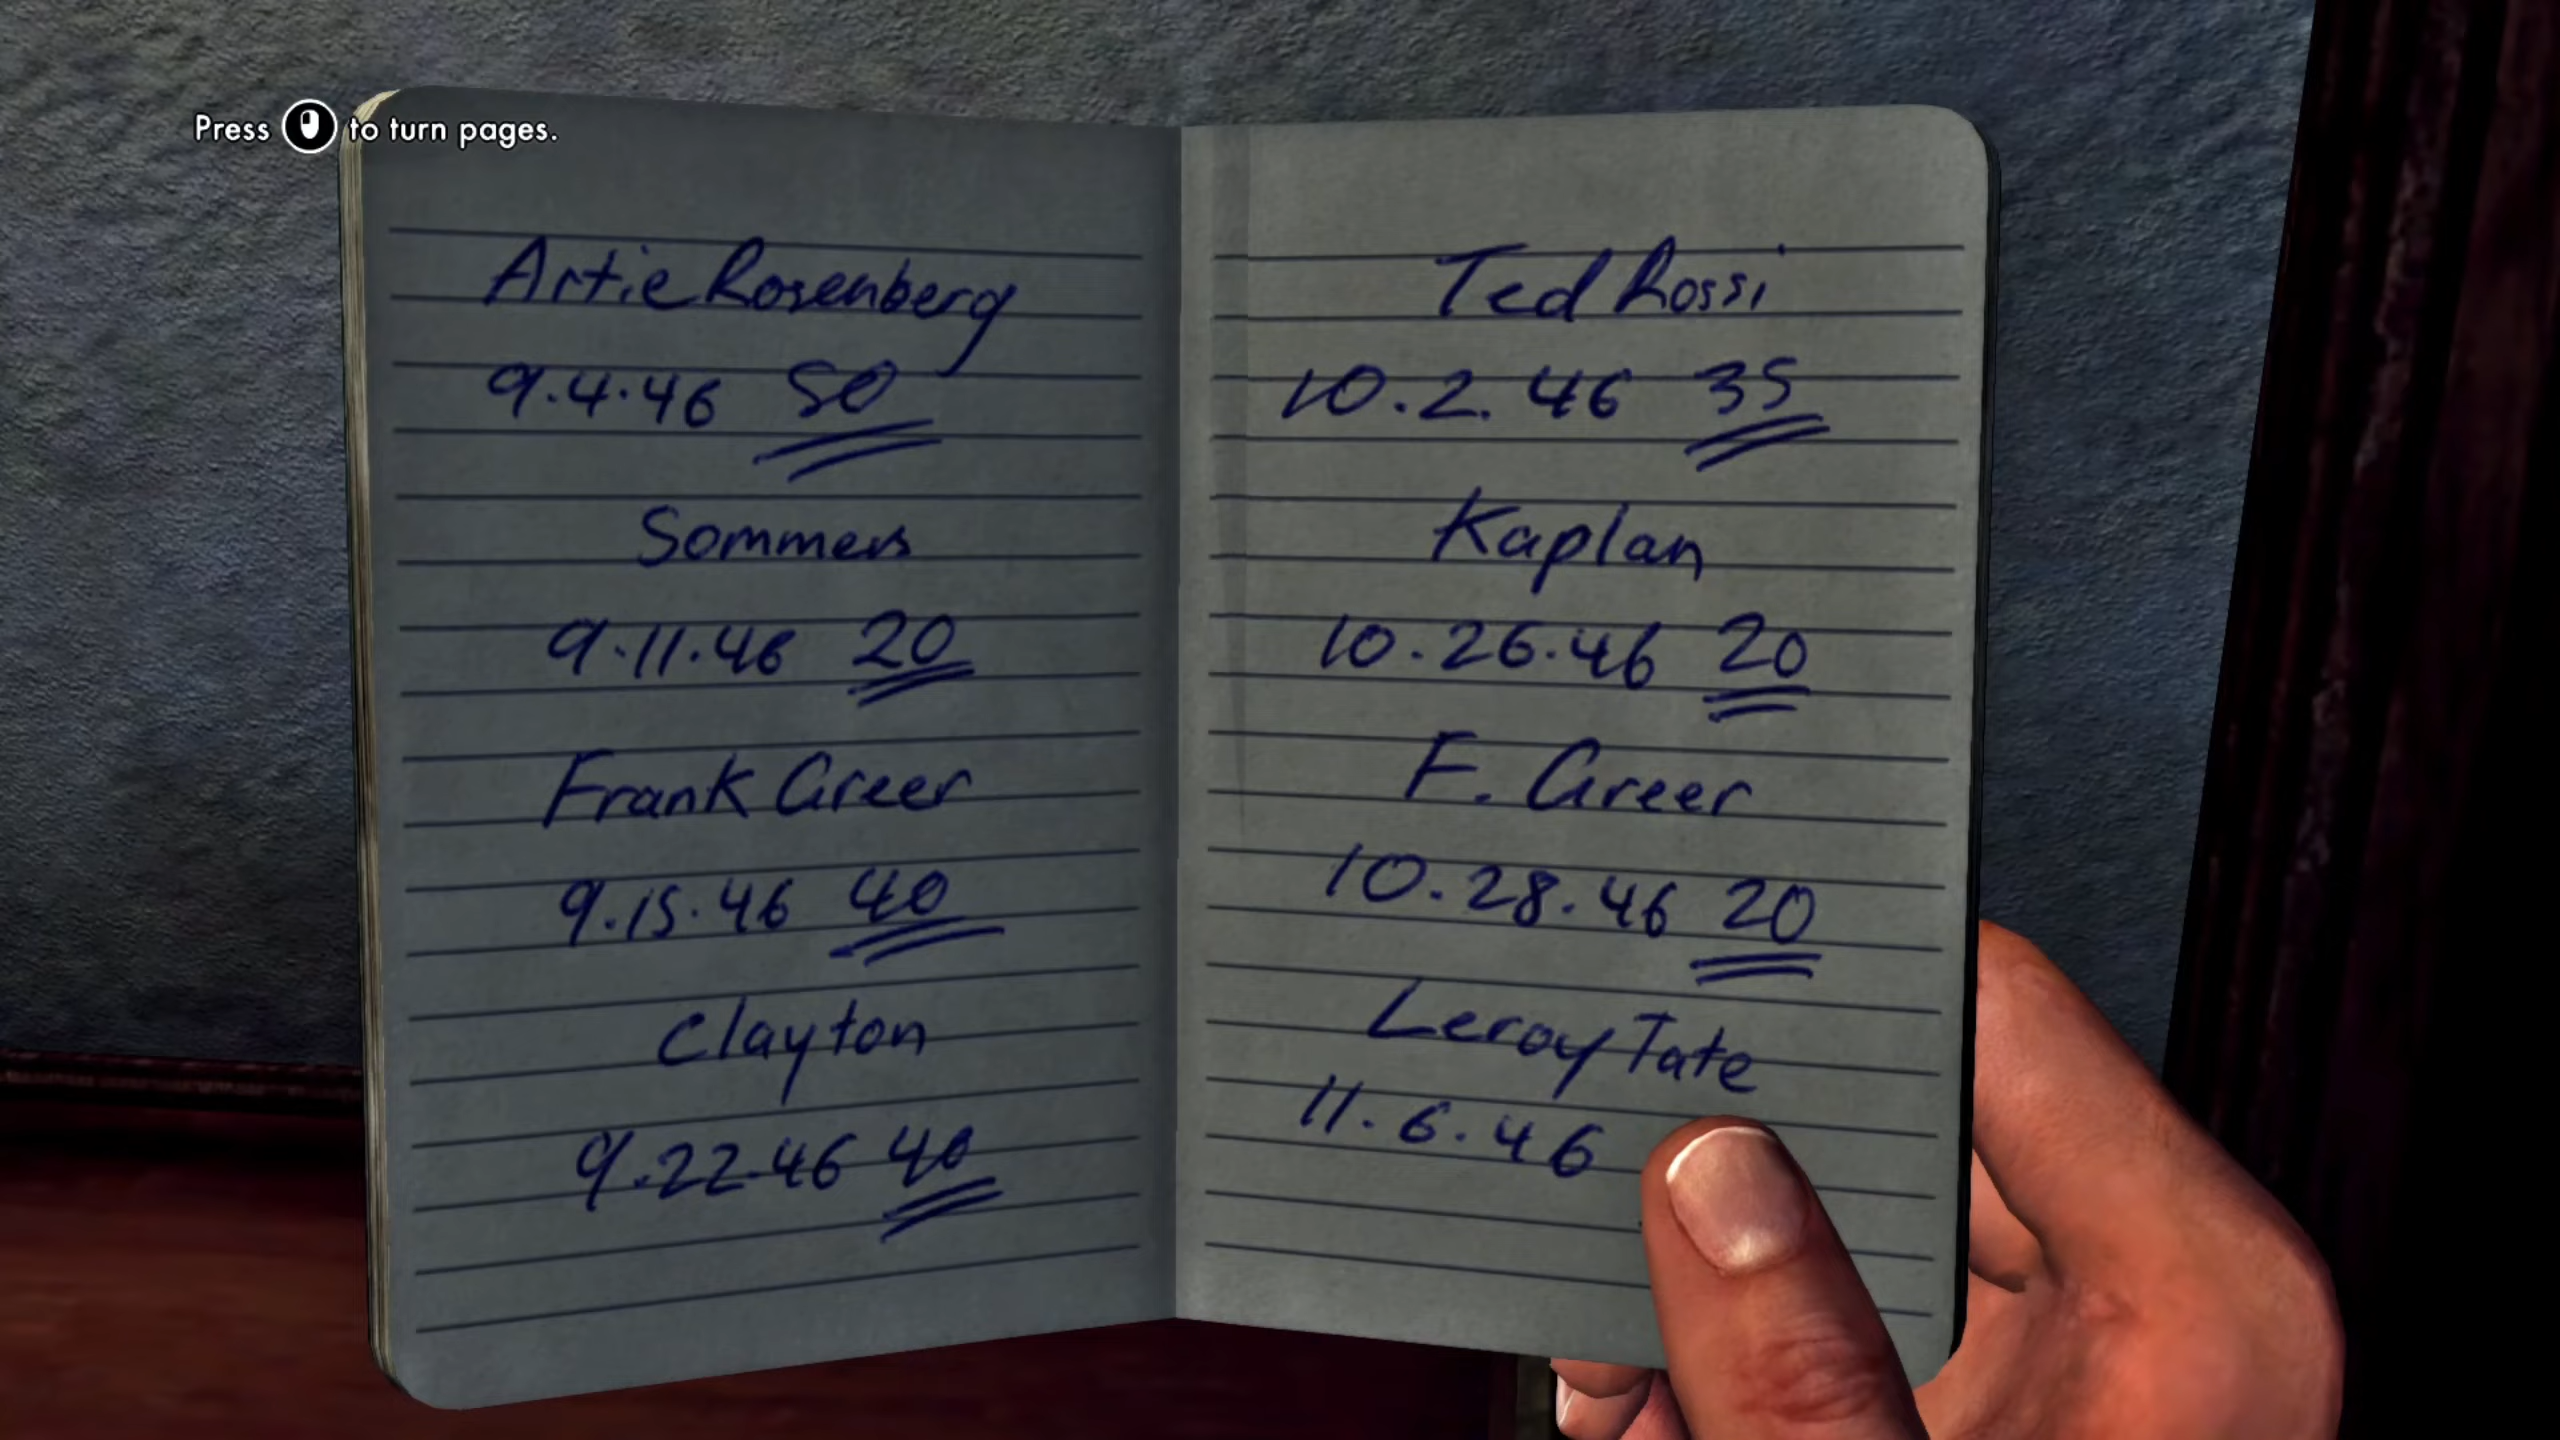 Press to turn pages.
Artie Rosenberg
9.4.46 50
Sommers
9.11.46 20
Frank Greer
9.15.46 40
Clayton
9.22.46 40
Ted Rossi
10.2.46 35
Kaplan
10.26.46 20
F. Greer
10.28.46 20
Leroy Tate
11.6.46